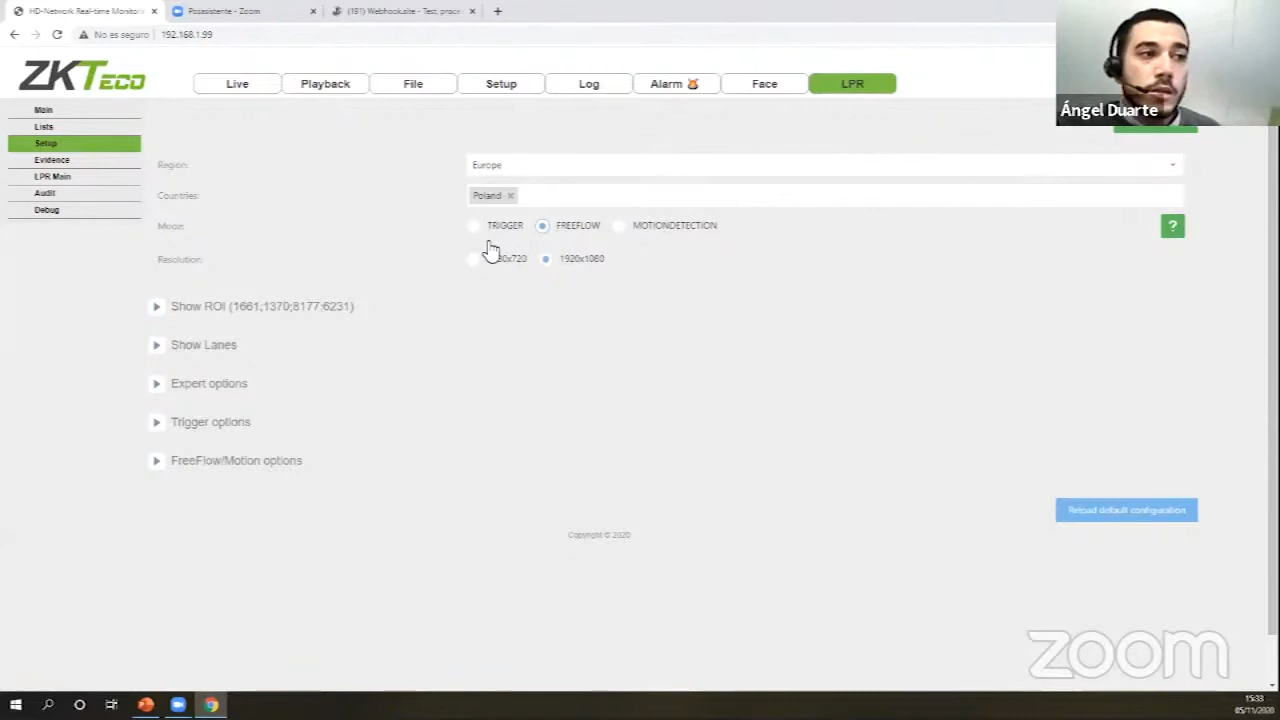 HD-Network Real-time Monitor
Posasistente - Zoom
(191) Webhook.site - Test, proce
No es seguro
192.168.1.99
ZKTeco
Live
Playback
File
Setup
Log
Alarm
Face
LPR
Ángel Duarte
Main
Lists
Setup
Evidence
LPR Main
Audit
Debug
Region:
Europe
Countries:
Poland
Mode:
TRIGGER
FREEFLOW
MOTIONDETECTION
?
Resolution:
1920x1080
Show ROI (1661;1370;8177;6231)
Show Lanes
Expert options
Trigger options
FreeFlow/Motion options
Reload default configuration
Copyright © 2020
zoom
15:33
05/11/2020